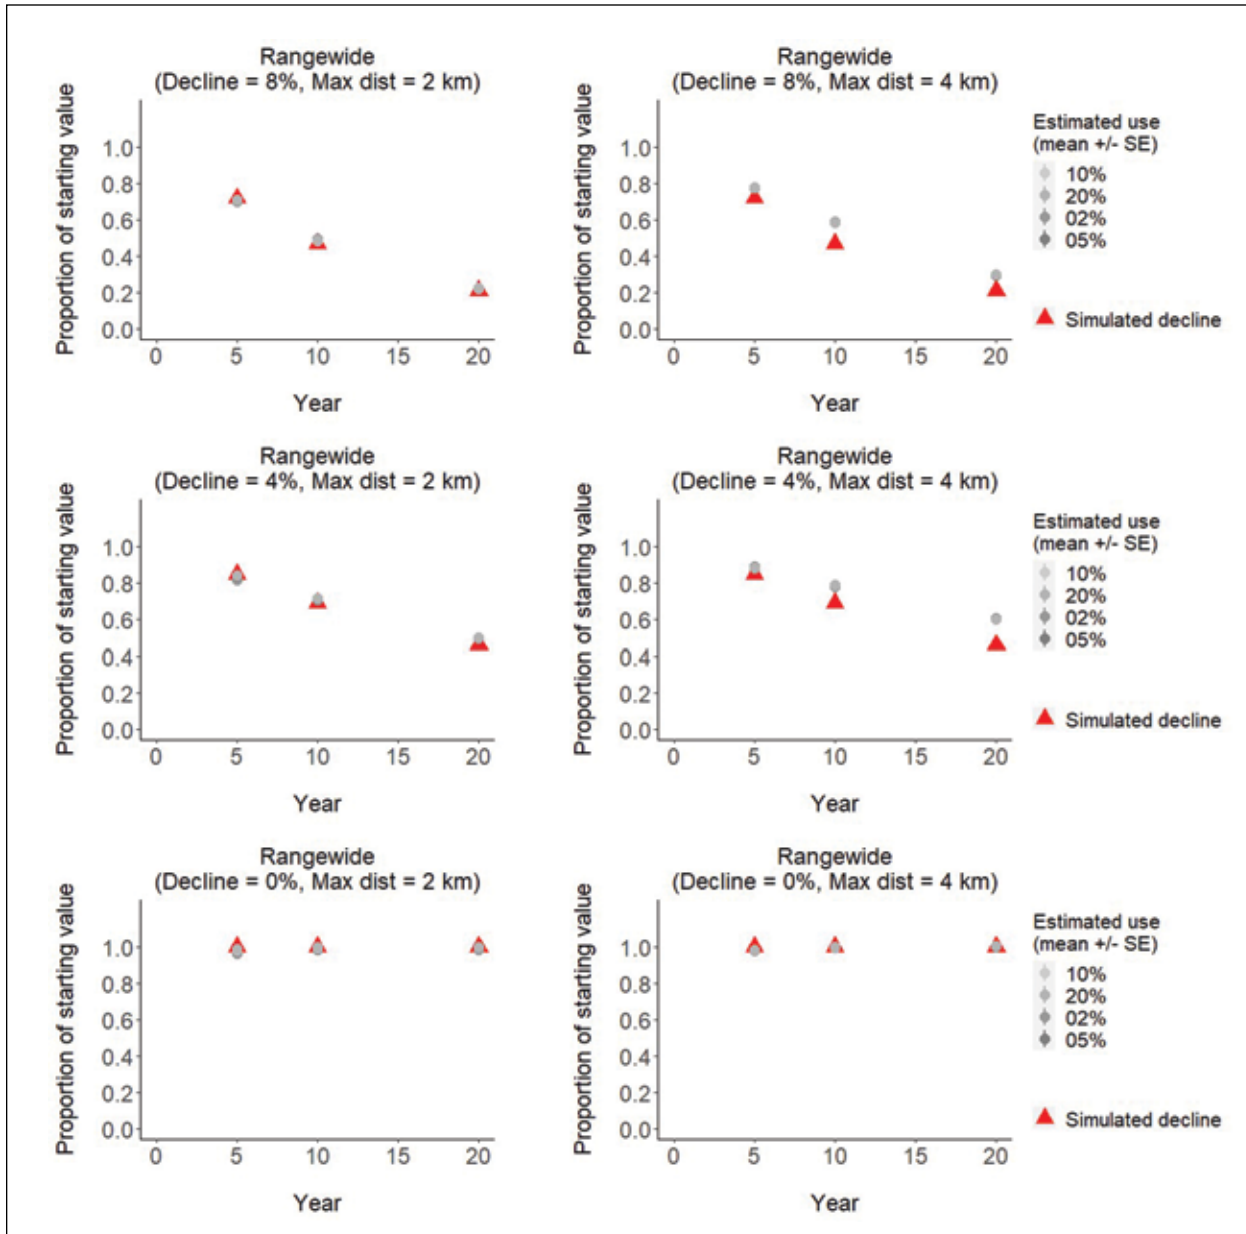 Rangewide
(Decline = 8%, Max dist = 2 km)
Proportion of starting value
1.0
0.8
0.6
0.4
0.2
0.0
0 5 10 15 20
Year
Rangewide
(Decline = 8%, Max dist = 4 km)
Proportion of starting value
1.0
0.8
0.6
0.4
0.2
0.0
0 5 10 15 20
Year
Estimated use
(mean +/- SE)
10%
20%
02%
05%
Simulated decline
Rangewide
(Decline = 4%, Max dist = 2 km)
Proportion of starting value
1.0
0.8
0.6
0.4
0.2
0.0
0 5 10 15 20
Year
Rangewide
(Decline = 4%, Max dist = 4 km)
Proportion of starting value
1.0
0.8
0.6
0.4
0.2
0.0
0 5 10 15 20
Year
Estimated use
(mean +/- SE)
10%
20%
02%
05%
Simulated decline
Rangewide
(Decline = 0%, Max dist = 2 km)
Proportion of starting value
1.0
0.8
0.6
0.4
0.2
0.0
0 5 10 15 20
Year
Rangewide
(Decline = 0%, Max dist = 4 km)
Proportion of starting value
1.0
0.8
0.6
0.4
0.2
0.0
0 5 10 15 20
Year
Estimated use
(mean +/- SE)
10%
20%
02%
05%
Simulated decline